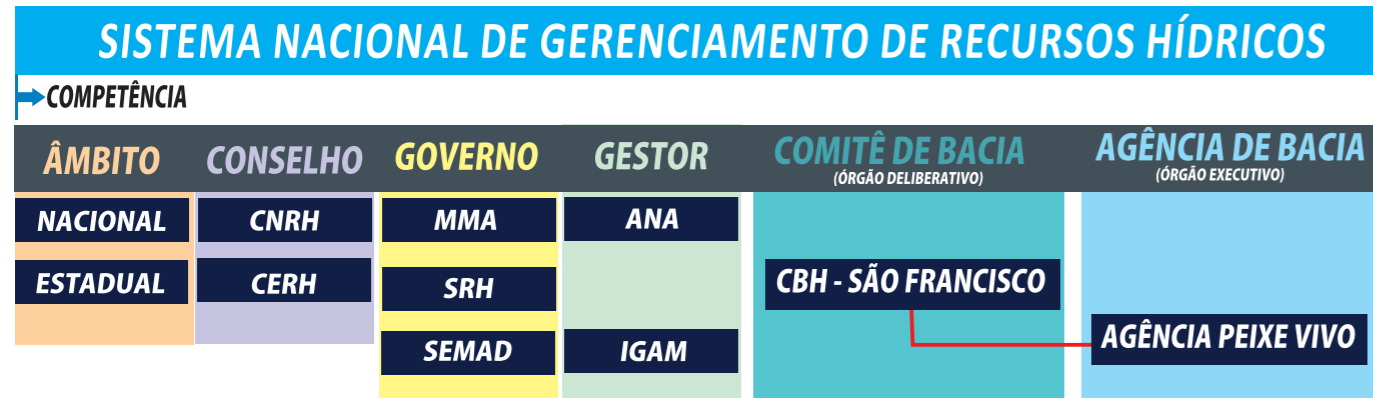 SISTEMA NACIONAL DE GERENCIAMENTO DE RECURSOS HÍDRICOS
COMPETÊNCIA
ÂMBITO CONSELHO GOVERNO GESTOR COMITÊ DE BACIA AGÊNCIA DE BACIA
(ÓRGÃO DELIBERATIVO) (ÓRGÃO EXECUTIVO)
NACIONAL CNRH MMA ANA
ESTADUAL CERH SRH CBH - SÃO FRANCISCO
SEMAD IGAM AGÊNCIA PEIXE VIVO